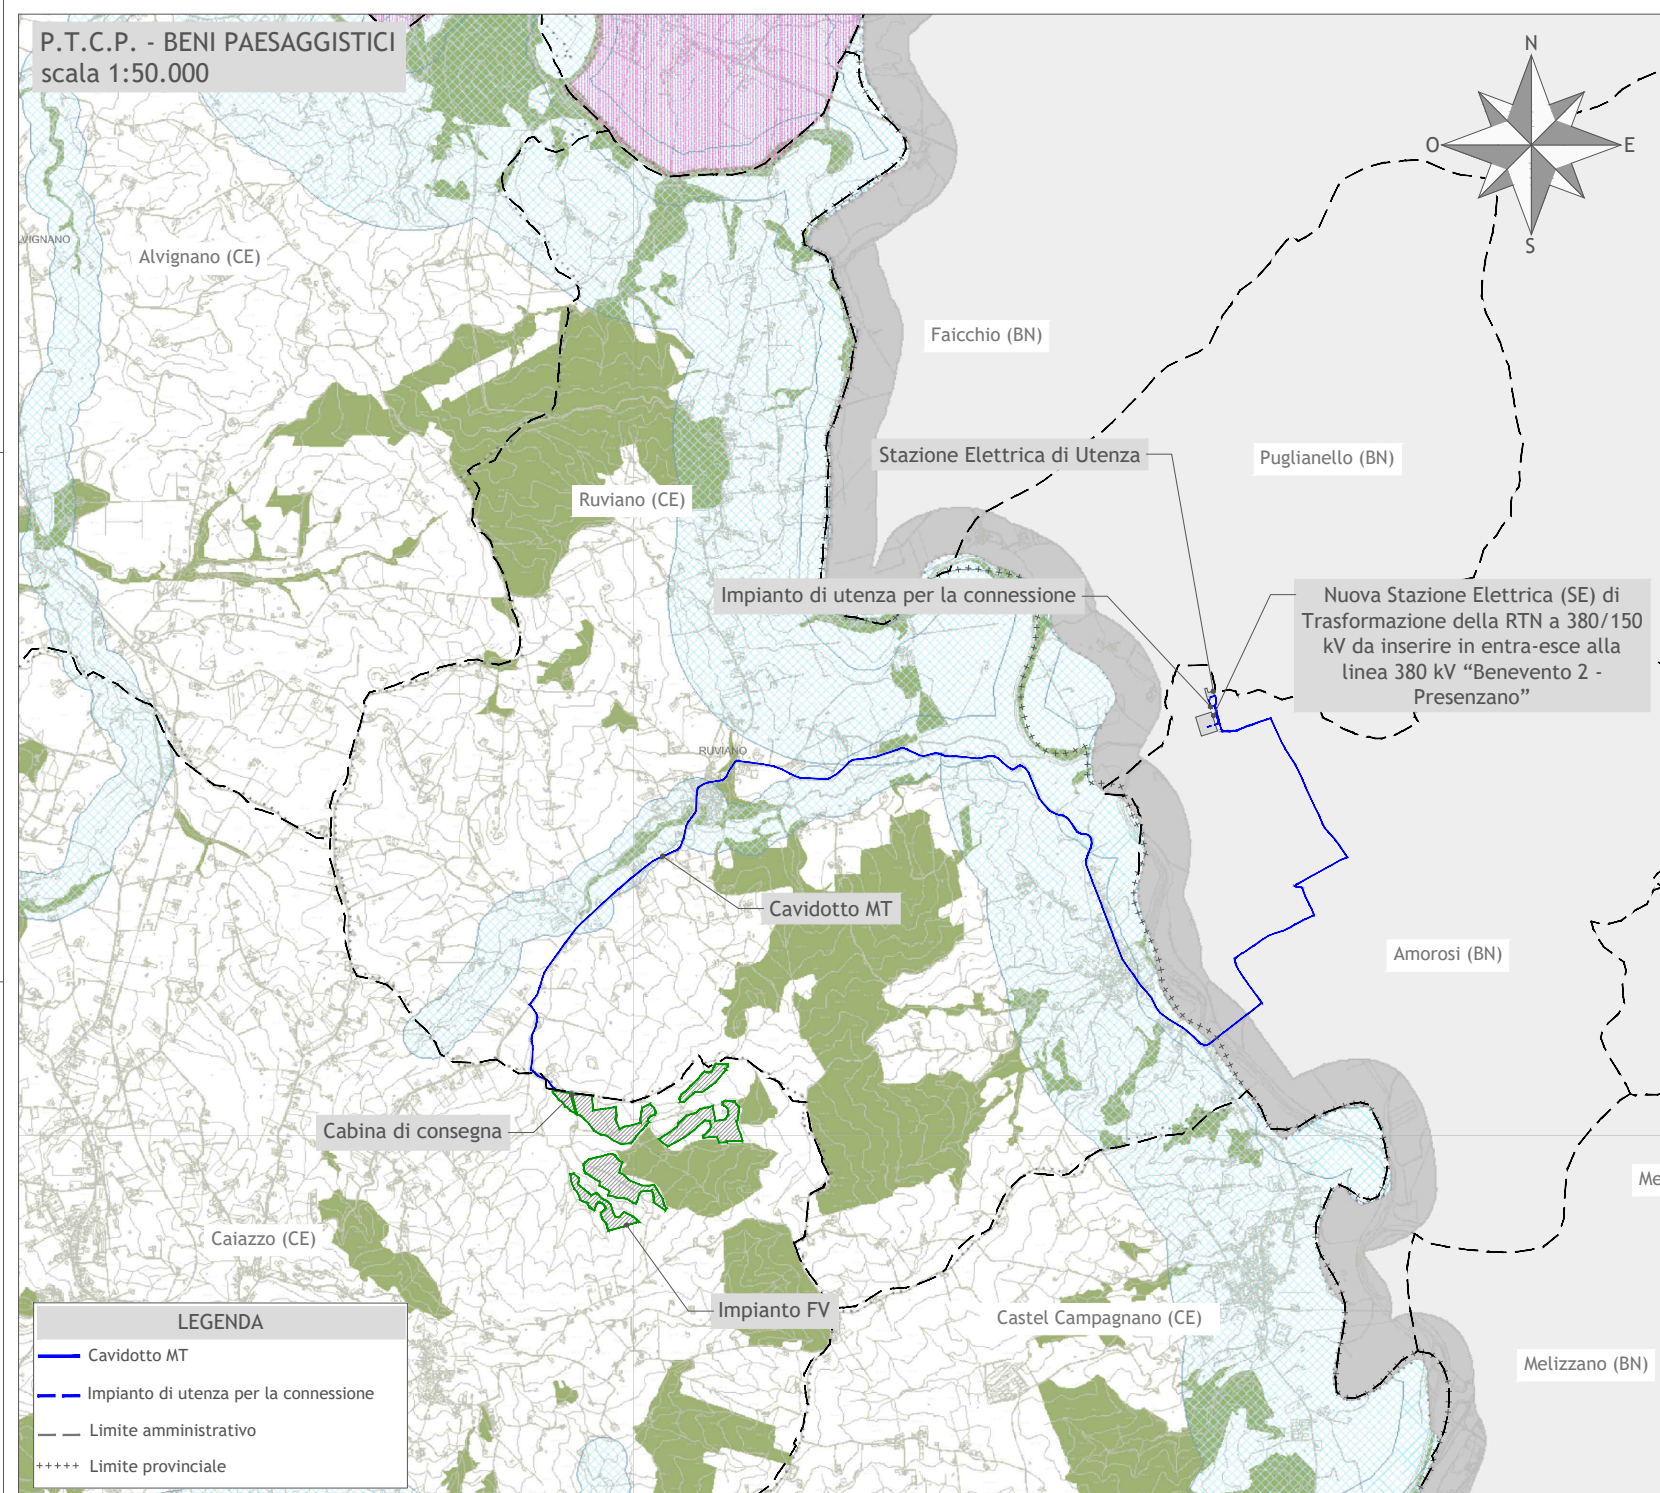 P.T.C.P. - BENI PAESAGGISTICI
scala 1:50.000
N
O
E
S
VIGNANO
Alvignano (CE)
Faicchio (BN)
Stazione Elettrica di Utenza
Puglianello (BN)
Ruviano (CE)
Impianto di utenza per la connessione
Nuova Stazione Elettrica (SE) di
Trasformazione della RTN a 380/150
kV da inserire in entra-esce alla
linea 380 kV “Benevento 2 -
Presenzano”
RUVIANO
Cavidotto MT
Amorosi (BN)
Cabina di consegna
Me
Caiazzo (CE)
Impianto FV
Castel Campagnano (CE)
Melizzano (BN)
LEGENDA
Cavidotto MT
Impianto di utenza per la connessione
Limite amministrativo
Limite provinciale